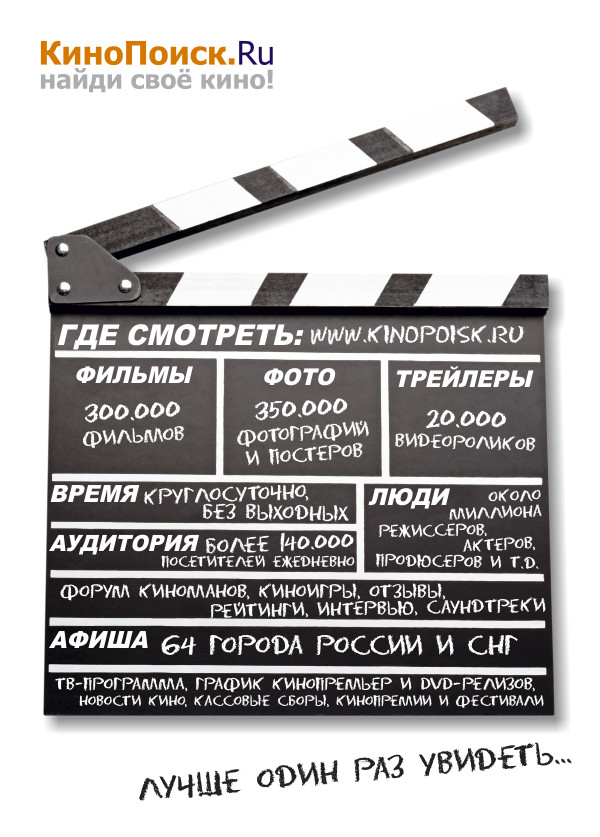 КиноПоиск.Ru
найди своё кино!
ГДЕ СМОТРЕТЬ: WWW.KINOPOISK.RU
ФИЛЬМЫ
300.000
ФИЛЬМОВ
ФОТО
350.000
ФОТОГРАФИЙ
И ПОСТЕРОВ
ТРЕЙЛЕРЫ
20.000
ВИДЕОРОЛИКОВ
ВРЕМЯ КРУГЛОСУТОЧНО,
БЕЗ ВЫХОДНЫХ
АУДИТОРИЯ БОЛЕЕ 140.000
ПОСЕТИТЕЛЕЙ ЕЖЕДНЕВНО
ЛЮДИ ОКОЛО
МИЛЛИОНА
РЕЖИССЕРОВ,
АКТЕРОВ,
ПРОДЮСЕРОВ И Т.Д.
ФОРУМ КИНОМАНОВ, КИНОИГРЫ, ОТЗЫВЫ,
РЕЙТИНГИ, ИНТЕРВЬЮ, САУНДТРЕКИ
АФИША 64 ГОРОДА РОССИИ И СНГ
ТВ-ПРОГРАММА, ГРАФИК КИНОПРЕМЬЕР И DVD-РЕЛИЗОВ,
НОВОСТИ КИНО, КАССОВЫЕ СБОРЫ, КИНОПРЕМИИ И ФЕСТИВАЛИ
ЛУЧШЕ ОДИН РАЗ УВИДЕТЬ...